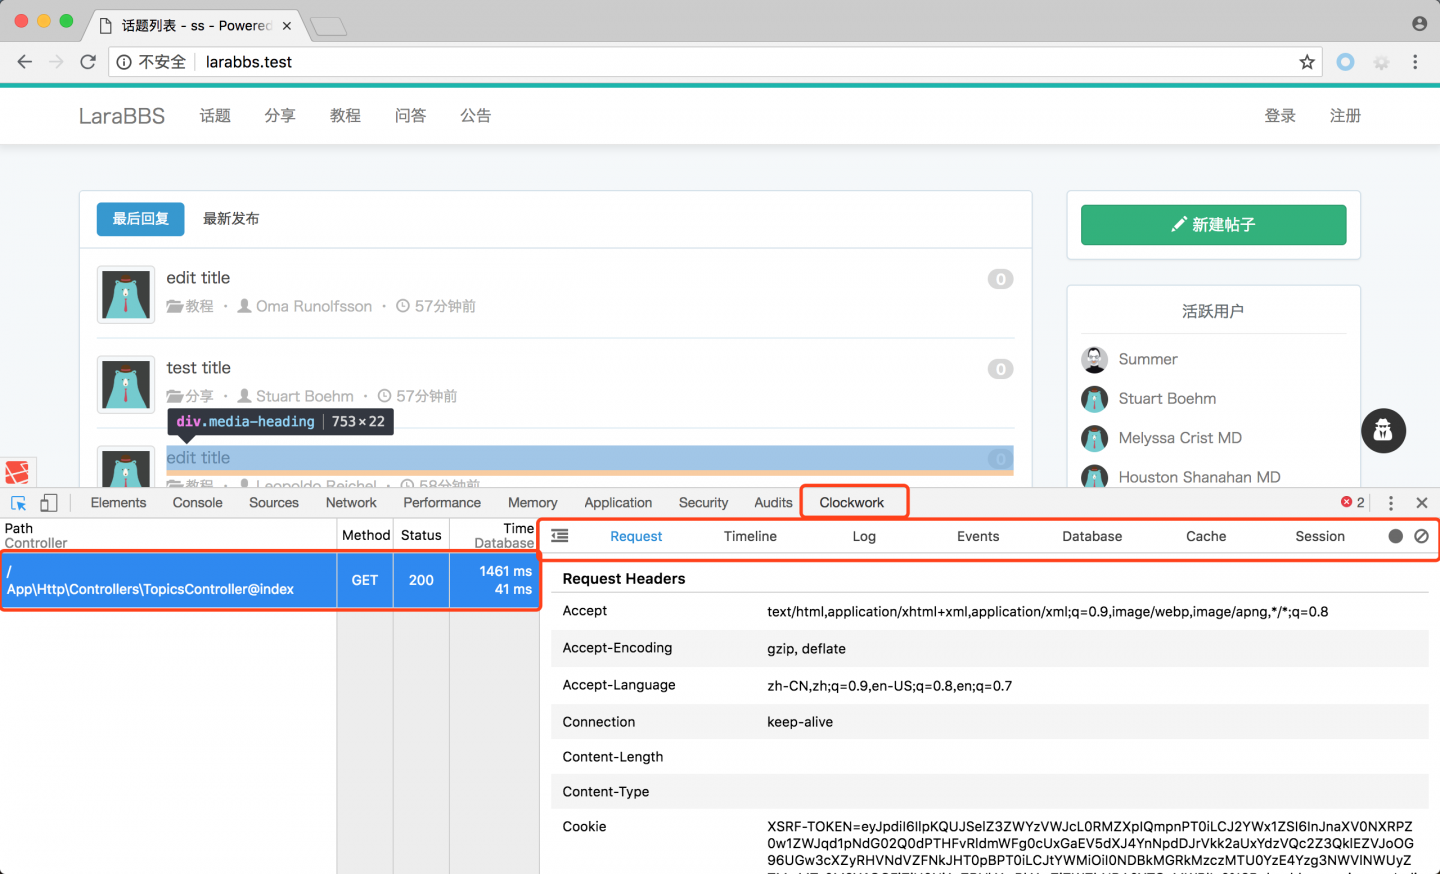 话题列表 - ss - Powered
不安全 larabbs.test
LaraBBS 话题 分享 教程 问答 公告 登录 注册
最后回复 最新发布
新建帖子
edit title 0
教程 · Oma Runolfsson · 57分钟前
test title 0
分享 · Stuart Boehm · 57分钟前
div.media-heading 753×22
edit title 0
教程 · Leopoldo Reichel · 58分钟前
活跃用户
Summer
Stuart Boehm
Melyssa Crist MD
Houston Shanahan MD
Elements Console Sources Network Performance Memory Application Security Audits Clockwork 2
Path Method Status Time
Controller Database
/
App\Http\Controllers\TopicsController@index GET 200 1461 ms
41 ms
Request Timeline Log Events Database Cache Session
Request Headers
Accept text/html,application/xhtml+xml,application/xml;q=0.9,image/webp,image/apng,*/*;q=0.8
Accept-Encoding gzip, deflate
Accept-Language zh-CN,zh;q=0.9,en-US;q=0.8,en;q=0.7
Connection keep-alive
Content-Length
Content-Type
Cookie